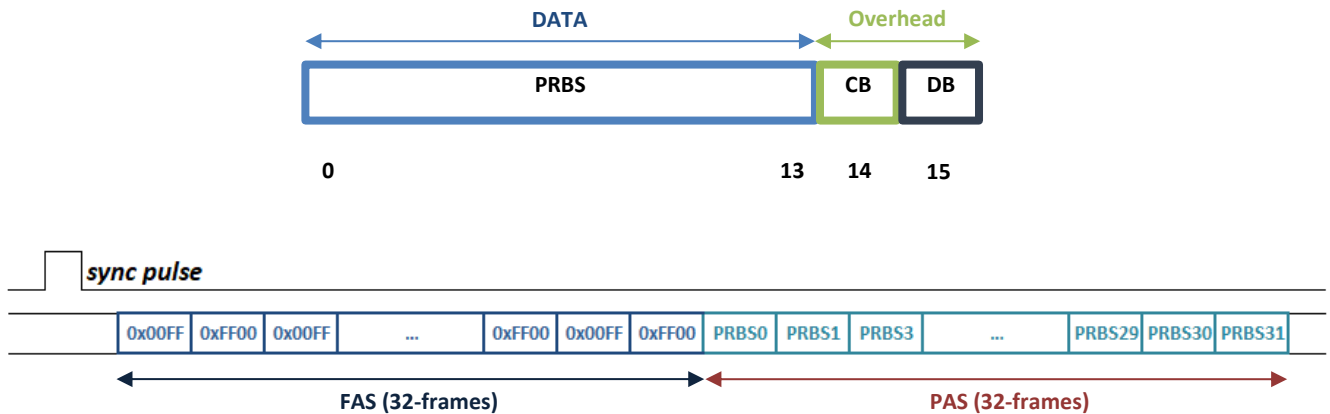 DATA
Overhead
PRBS
CB
DB
0
13
14
15
sync pulse
0x00FF 0xFF00 0x00FF ... 0xFF00 0x00FF 0xFF00 PRBS0 PRBS1 PRBS3 ... PRBS29 PRBS30 PRBS31
FAS (32-frames)
PAS (32-frames)